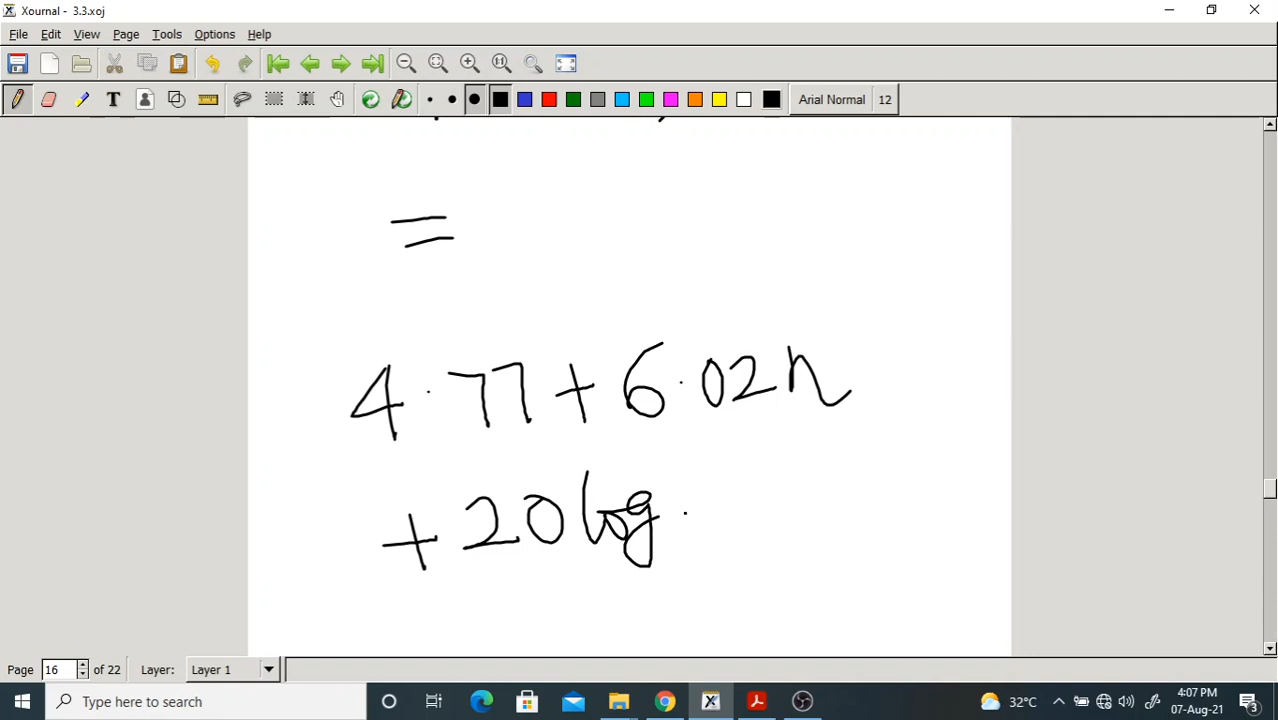 Xournal - 3.3.xoj
File Edit View Page Tools Options Help
T Arial Normal 12
=
4.77+6.02n
+20log.
Page 16 of 22 Layer: Layer 1
Type here to search
32°C
4:07 PM
07-Aug-21
3